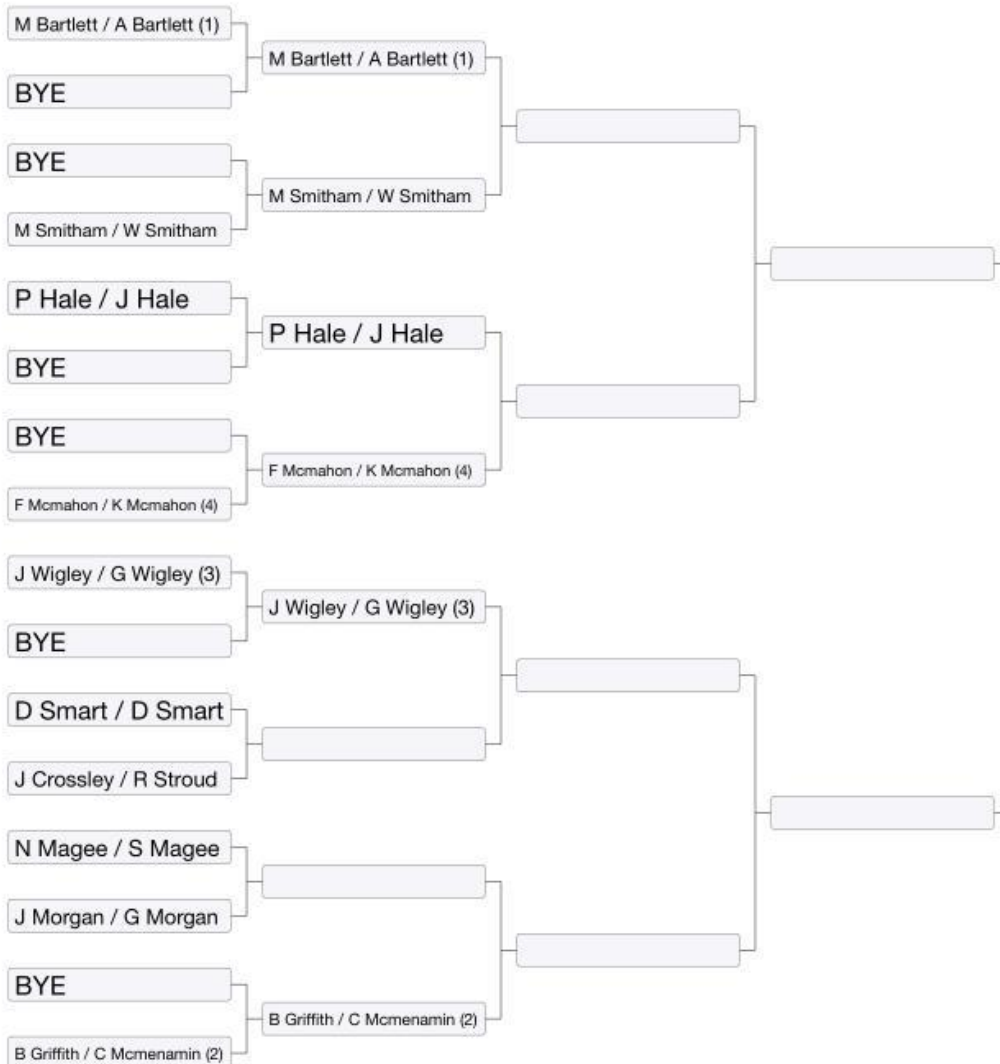 M Bartlett / A Bartlett (1)
BYE
BYE
M Smitham / W Smitham
P Hale / J Hale
BYE
BYE
F Mcmahon / K Mcmahon (4)
J Wigley / G Wigley (3)
BYE
D Smart / D Smart
J Crossley / R Stroud
N Magee / S Magee
J Morgan / G Morgan
BYE
B Griffith / C Mcmenamin (2)
M Bartlett / A Bartlett (1)
M Smitham / W Smitham
P Hale / J Hale
F Mcmahon / K Mcmahon (4)
J Wigley / G Wigley (3)
B Griffith / C Mcmenamin (2)